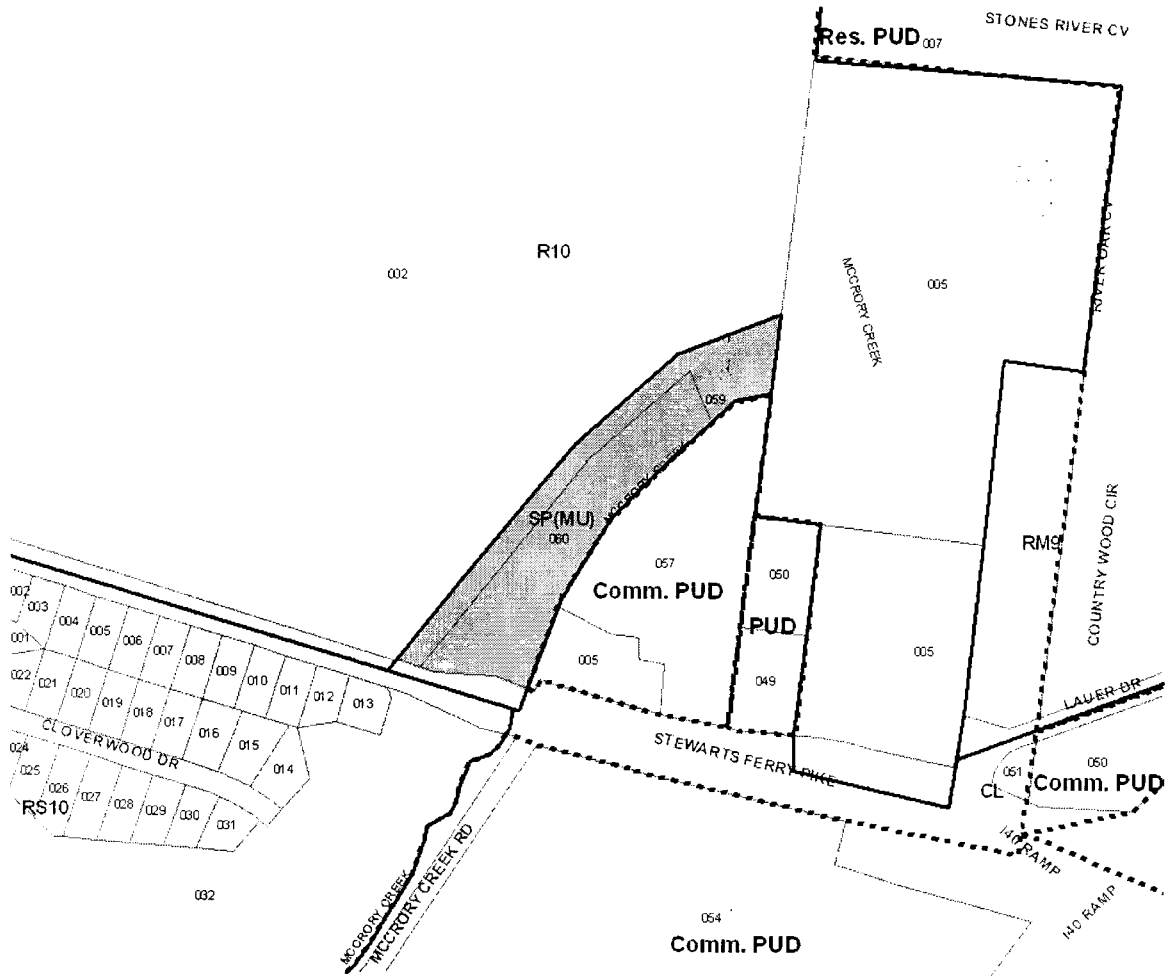 STONES RIVER CV
Res. PUD 007
R10
002
RIVER OAK CV
MCCRORY CREEK
005
059
MCCRORY CREEK
SP(MU)
060
057
Comm. PUD
050
PUD
049
RM9
COUNTRY WOOD CIR
005
005
002
003
004
005
006
007
008
009
010
011
012
013
001
022
021
020
019
018
017
016
015
014
CLOVERWOOD DR
024
025
026
027
028
029
030
031
RS10
032
STEWARTS FERRY PIKE
LAUER DR
051
050
Comm. PUD
CL
I40 RAMP
I40 RAMP
MCCRORY CREEK
MCCRORY CREEK RD
054
Comm. PUD